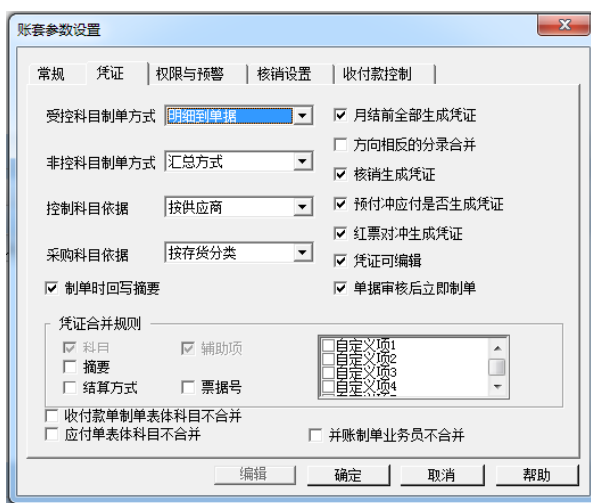 账套参数设置
常规 凭证 权限与预警 核销设置 收付款控制
受控科目制单方式 明细到单据
月结前全部生成凭证
方向相反的分录合并
非控科目制单方式 汇总方式
核销生成凭证
控制科目依据 按供应商
预付冲应付是否生成凭证
红票对冲生成凭证
采购科目依据 按存货分类
凭证可编辑
制单时回写摘要
单据审核后立即制单
凭证合并规则
科目 辅助项
摘要
结算方式 票据号
自定义项1
自定义项2
自定义项3
自定义项4
收付款单制单表体科目不合并
应付单表体科目不合并
并账制单业务员不合并
编辑 确定 取消 帮助